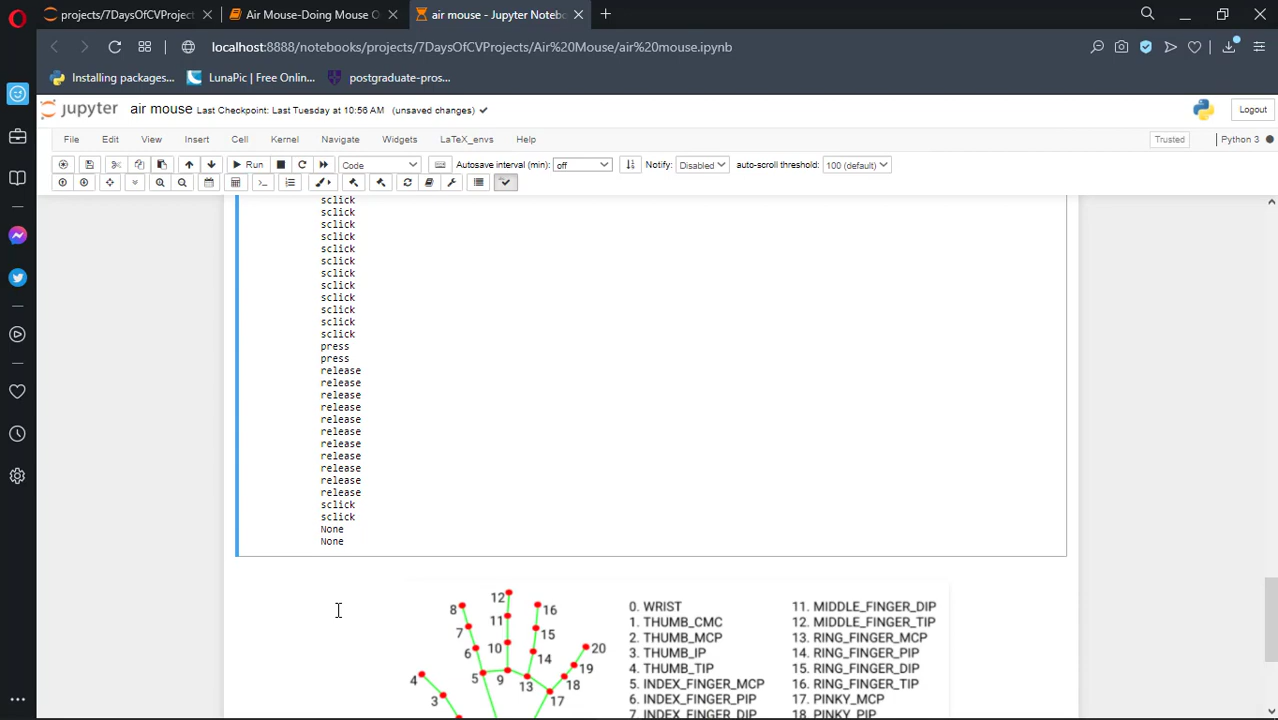 projects/7DaysOfCVProject
Air Mouse-Doing Mouse O
air mouse - Jupyter Notebo
localhost:8888/notebooks/projects/7DaysOfCVProjects/Air%20Mouse/air%20mouse.ipynb
Installing packages...
LunaPic | Free Onlin...
postgraduate-pros...
jupyter air mouse Last Checkpoint: Last Tuesday at 10:56 AM (unsaved changes)
Logout
File Edit View Insert Cell Kernel Navigate Widgets LaTeX_envs Help
Trusted
Python 3
Run
Code
Autosave interval (min): off
Notify: Disabled
auto-scroll threshold: 100 (default)
sclick
sclick
sclick
sclick
sclick
sclick
sclick
sclick
sclick
sclick
sclick
sclick
press
press
release
release
release
release
release
release
release
release
release
release
release
sclick
sclick
None
None
12
8
16
11
7
15
10
20
6
14
19
4
5
9
13
18
3
17
0. WRIST
1. THUMB_CMC
2. THUMB_MCP
3. THUMB_IP
4. THUMB_TIP
5. INDEX_FINGER_MCP
6. INDEX_FINGER_PIP
7. INDEX_FINGER_DIP
11. MIDDLE_FINGER_DIP
12. MIDDLE_FINGER_TIP
13. RING_FINGER_MCP
14. RING_FINGER_PIP
15. RING_FINGER_DIP
16. RING_FINGER_TIP
17. PINKY_MCP
18. PINKY_PIP